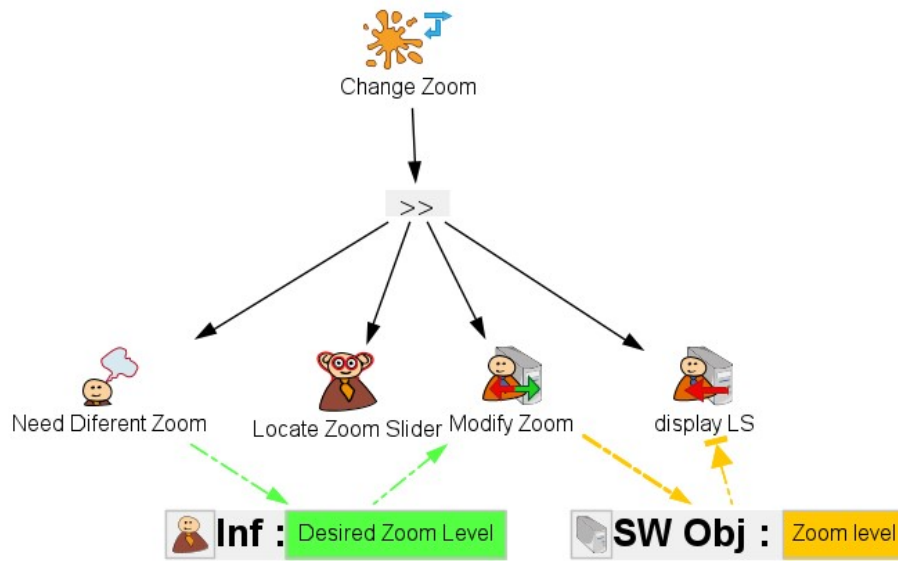 Change Zoom
>>
Need Diferent Zoom
Locate Zoom Slider
Modify Zoom
display LS
Inf : Desired Zoom Level
SW Obj : Zoom level